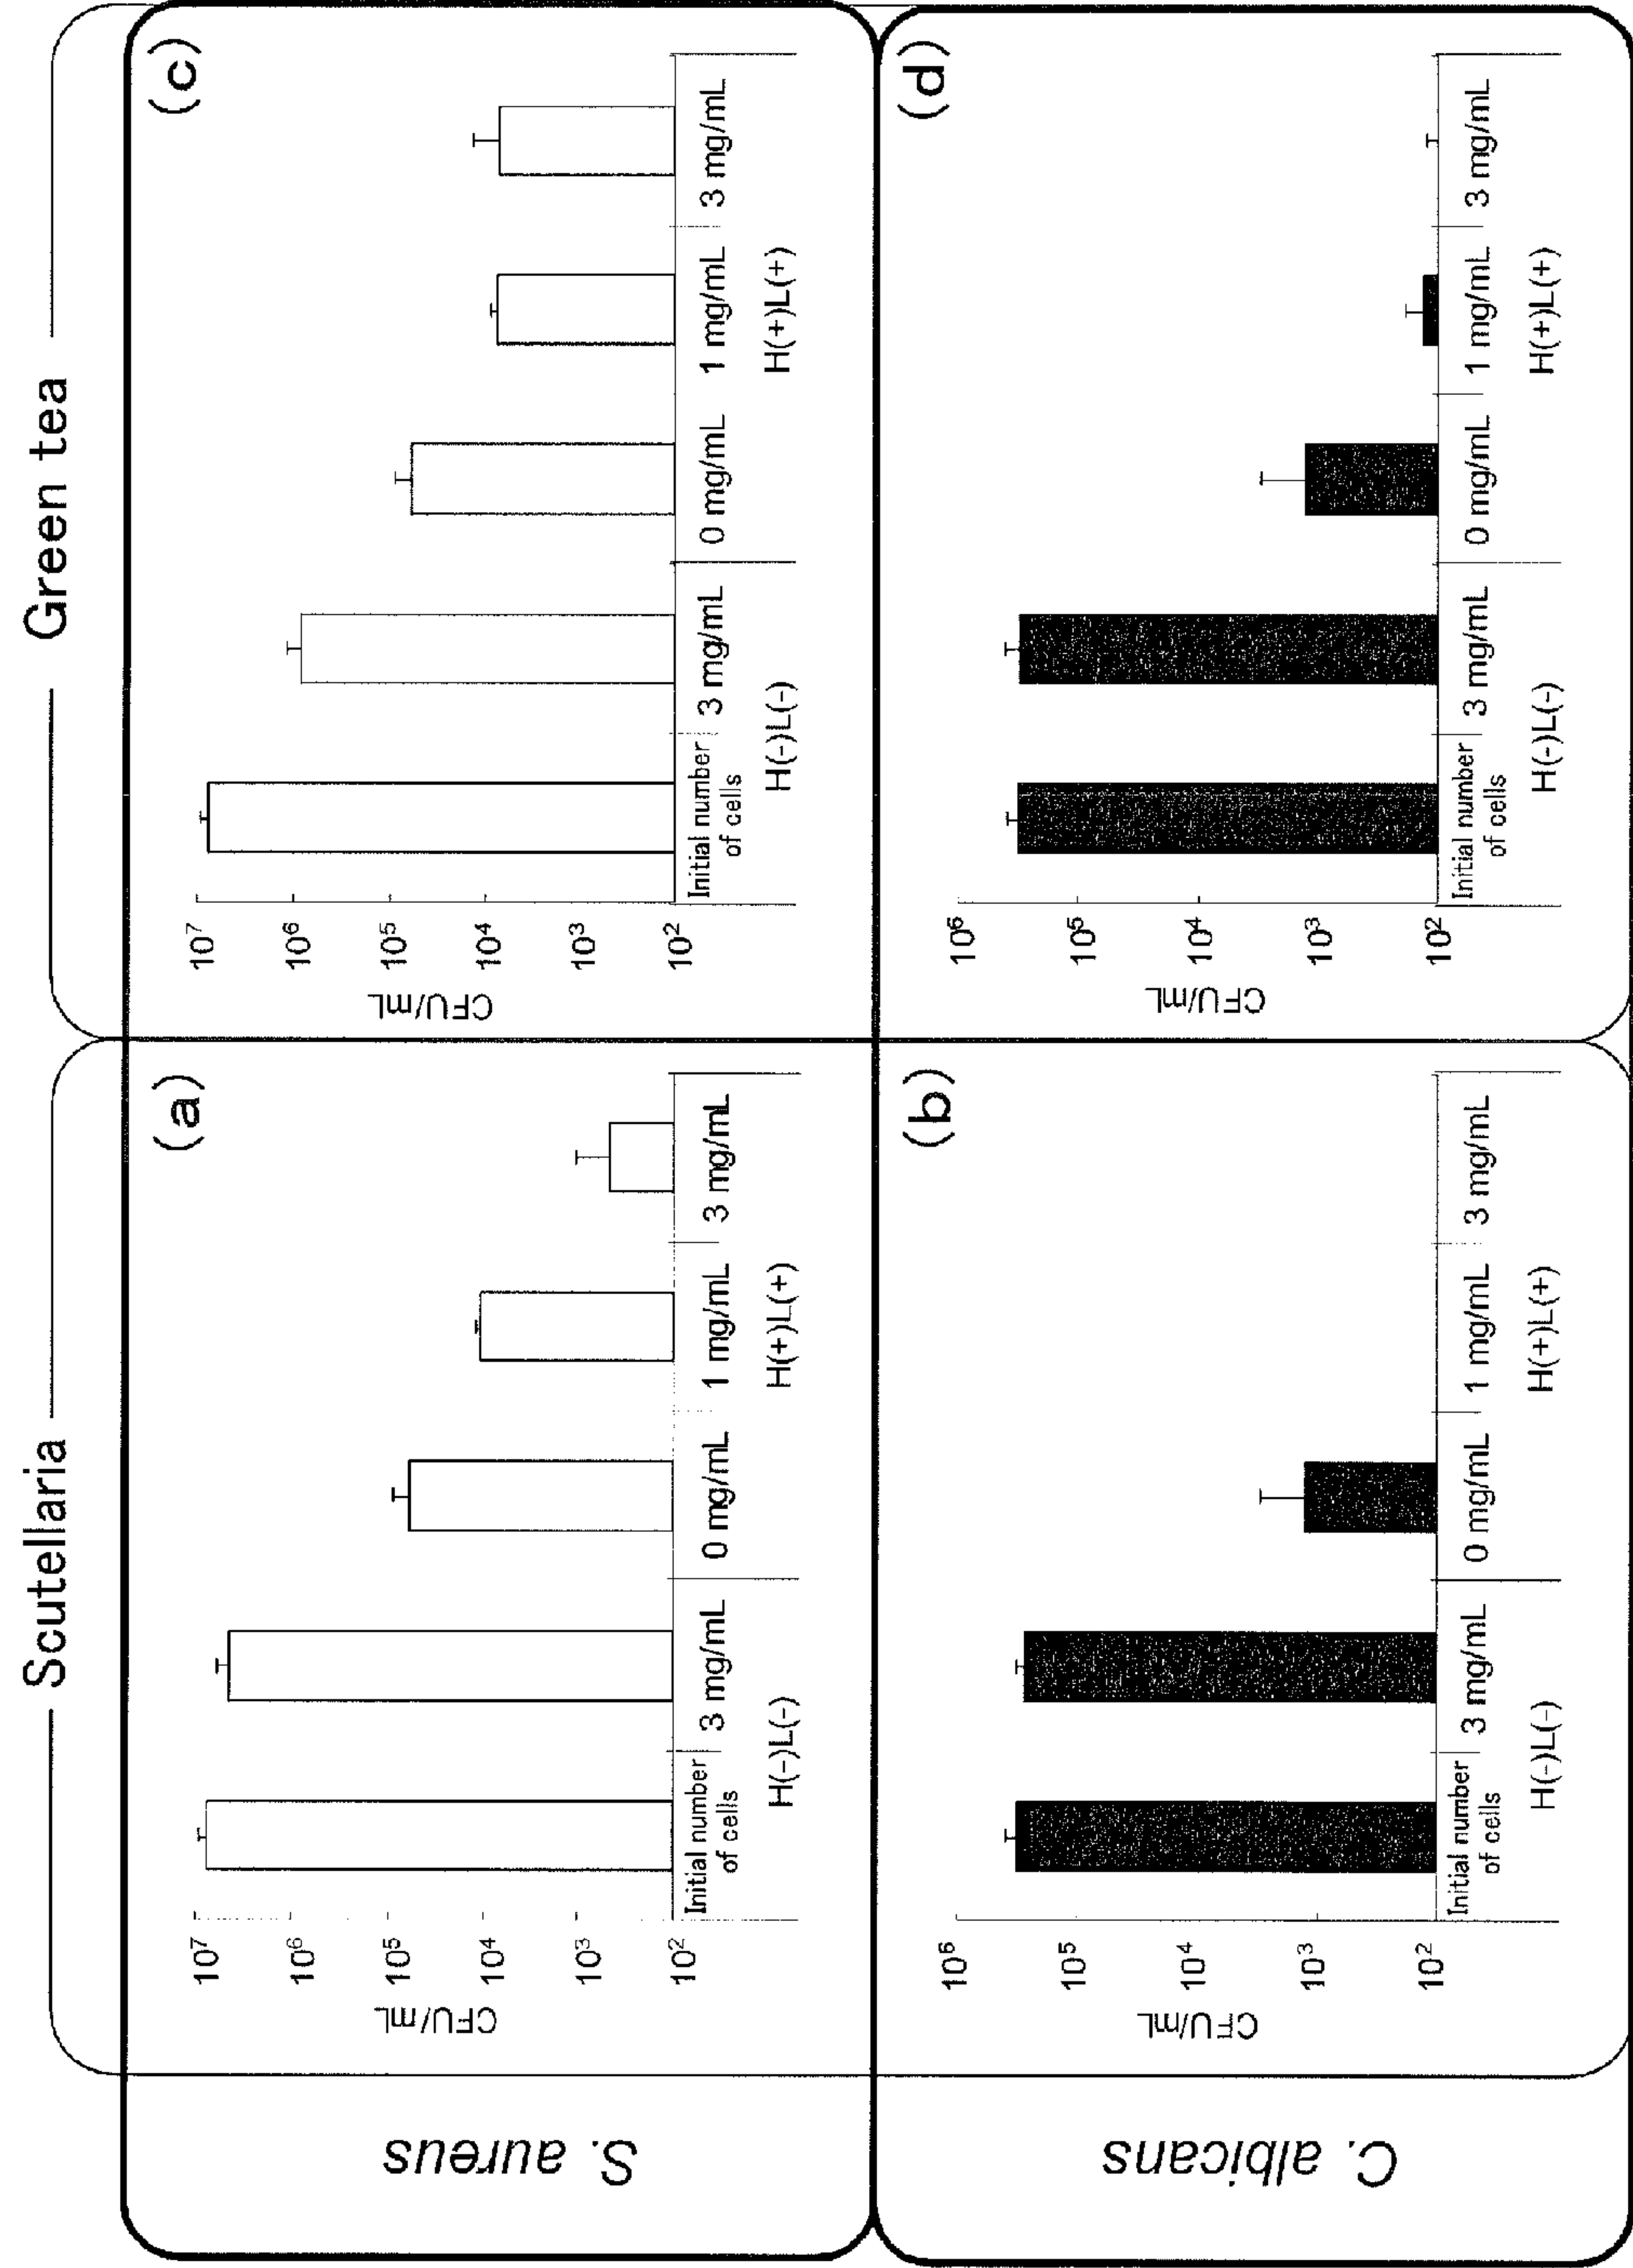 Scutellaria
Green tea
S. aureus
C. albicans
(a)
CFU/mL
10⁷
10⁶
10⁵
10⁴
10³
10²
Initial number
of cells
3 mg/mL
0 mg/mL
1 mg/mL
3 mg/mL
H(-)L(-)
H(+)L(+)
(c)
CFU/mL
10⁷
10⁶
10⁵
10⁴
10³
10²
Initial number
of cells
3 mg/mL
0 mg/mL
1 mg/mL
3 mg/mL
H(-)L(-)
H(+)L(+)
(b)
CFU/mL
10⁶
10⁵
10⁴
10³
10²
Initial number
of cells
3 mg/mL
0 mg/mL
1 mg/mL
3 mg/mL
H(-)L(-)
H(+)L(+)
(d)
CFU/mL
10⁶
10⁵
10⁴
10³
10²
Initial number
of cells
3 mg/mL
0 mg/mL
1 mg/mL
3 mg/mL
H(-)L(-)
H(+)L(+)